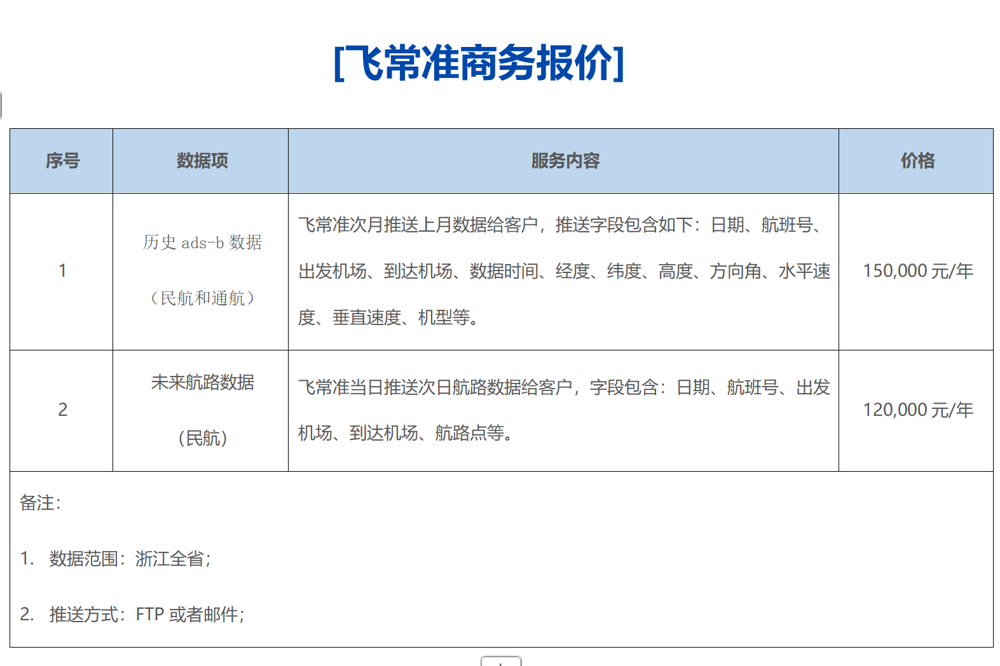 [飞常准商务报价]
序号 数据项 服务内容 价格
1
历史 ads-b 数据
（民航和通航）
飞常准次月推送上月数据给客户，推送字段包含如下：日期、航班号、
出发机场、到达机场、数据时间、经度、纬度、高度、方向角、水平速
度、垂直速度、机型等。
150,000 元/年
2
未来航路数据
（民航）
飞常准当日推送次日航路数据给客户，字段包含：日期、航班号、出发
机场、到达机场、航路点等。
120,000 元/年
备注：
1. 数据范围：浙江全省；
2. 推送方式：FTP 或者邮件；